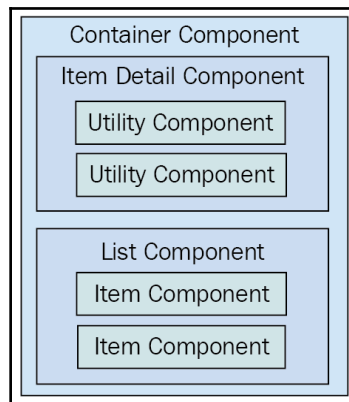 Container Component
Item Detail Component
Utility Component
Utility Component
List Component
Item Component
Item Component